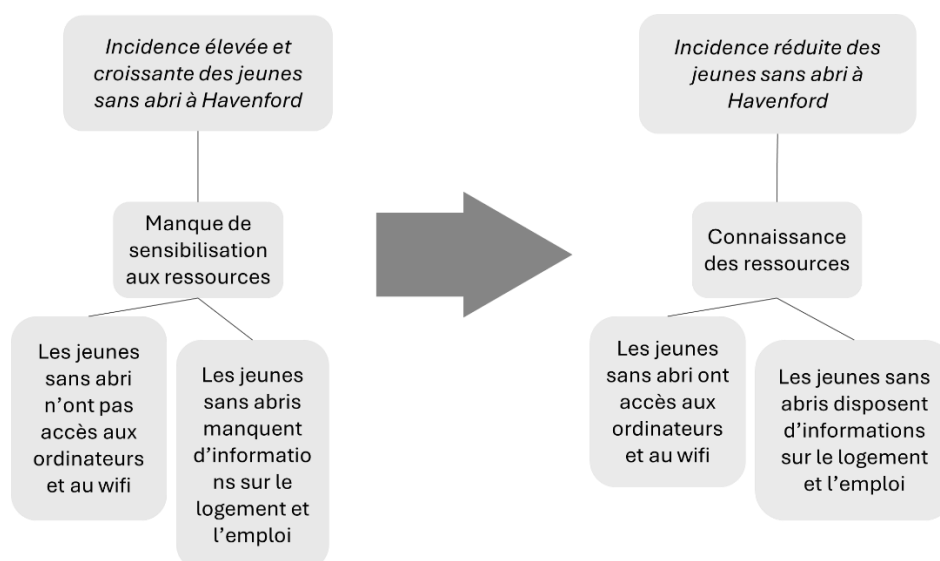 Incidence élevée et
croissante des jeunes
sans abri à Havenford
Manque de
sensibilisation
aux ressources
Les jeunes
sans abri
n’ont pas
accès aux
ordinateurs
et au wifi
Les jeunes
sans abris
manquent
d’informatio
ns sur le
logement et
l’emploi
Incidence réduite des
jeunes sans abri à
Havenford
Connaissance
des ressources
Les jeunes
sans abri ont
accès aux
ordinateurs
et au wifi
Les jeunes sans
abris disposent
d’informations
sur le logement
et l’emploi